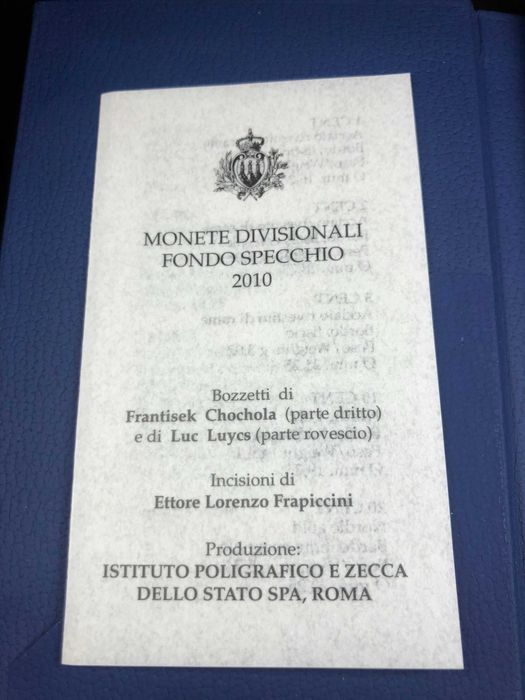 MONETE DIVISIONALI
FONDO SPECCHIO
2010
Bozzetti di
Frantisek Chochola (parte dritto)
e di Luc Luycs (parte rovescio)
Incisioni di
Ettore Lorenzo Frapiccini
Produzione:
ISTITUTO POLIGRAFICO E ZECCA
DELLO STATO SPA, ROMA